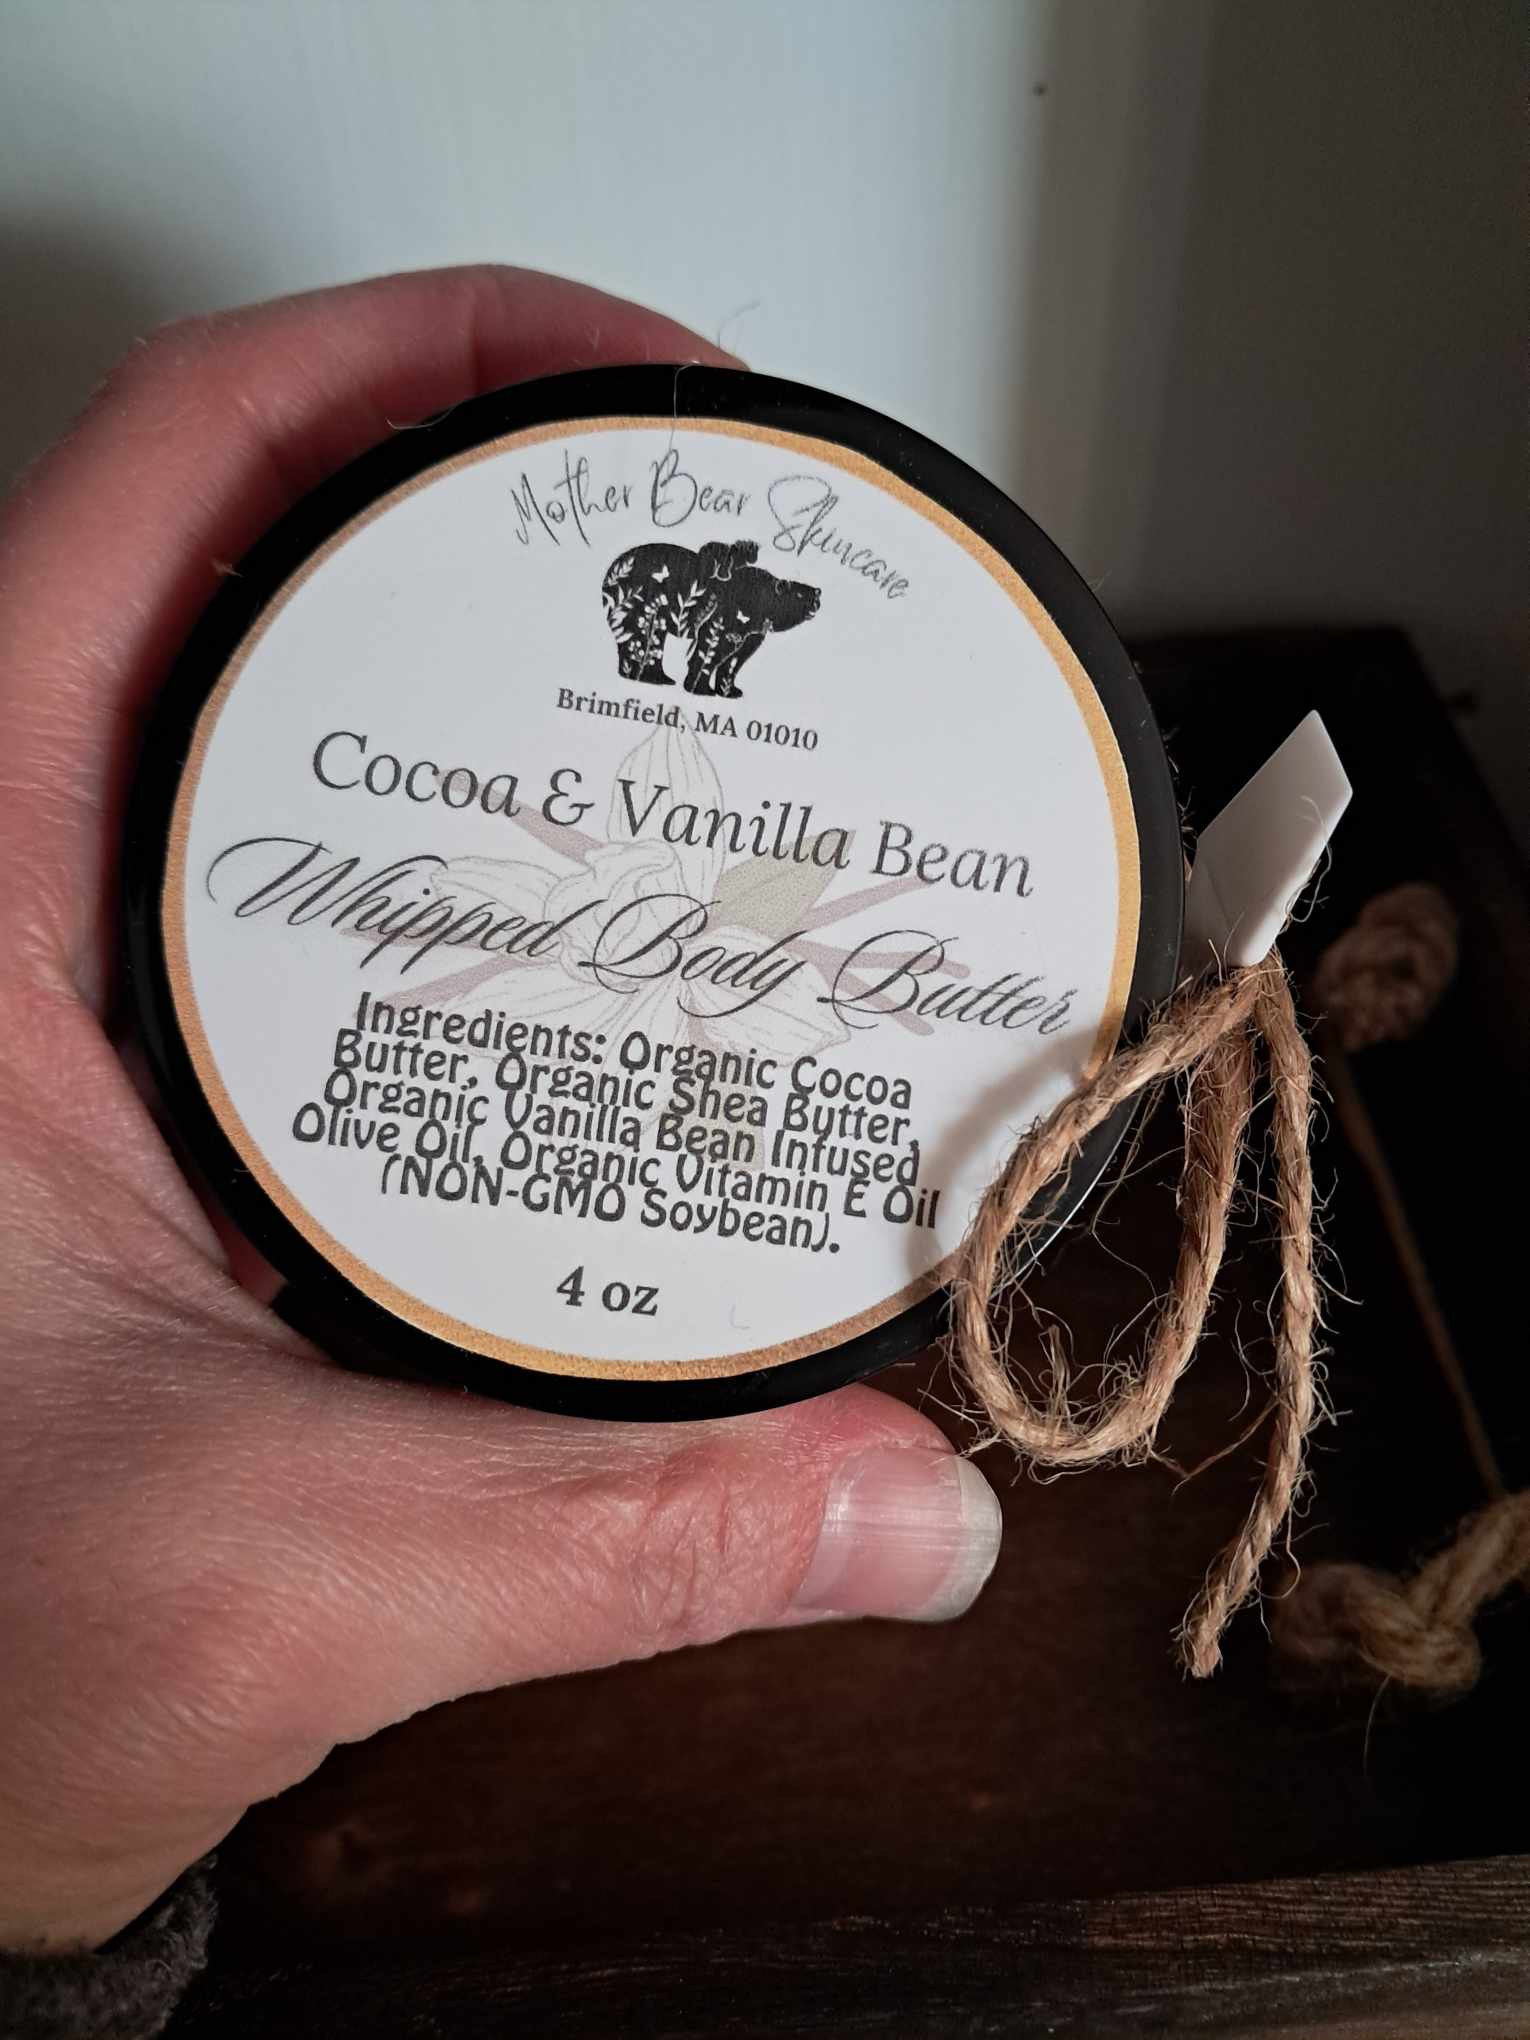 Mother Bear Skincare
Brimfield, MA 01010
Cocoa & Vanilla Bean
Whipped Body Butter
Ingredients: Organic Cocoa
Butter, Organic Shea Butter,
Organic Vanilla Bean Infused
Olive Oil, Organic Vitamin E Oil
(NON-GMO Soybean).
4 oz